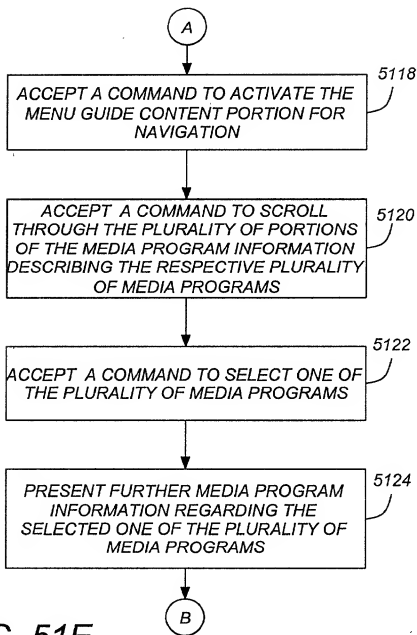 A
5118
ACCEPT A COMMAND TO ACTIVATE THE
MENU GUIDE CONTENT PORTION FOR
NAVIGATION
5120
ACCEPT A COMMAND TO SCROLL
THROUGH THE PLURALITY OF PORTIONS
OF THE MEDIA PROGRAM INFORMATION
DESCRIBING THE RESPECTIVE PLURALITY
OF MEDIA PROGRAMS
5122
ACCEPT A COMMAND TO SELECT ONE OF
THE PLURALITY OF MEDIA PROGRAMS
5124
PRESENT FURTHER MEDIA PROGRAM
INFORMATION REGARDING THE
SELECTED ONE OF THE PLURALITY OF
MEDIA PROGRAMS
B